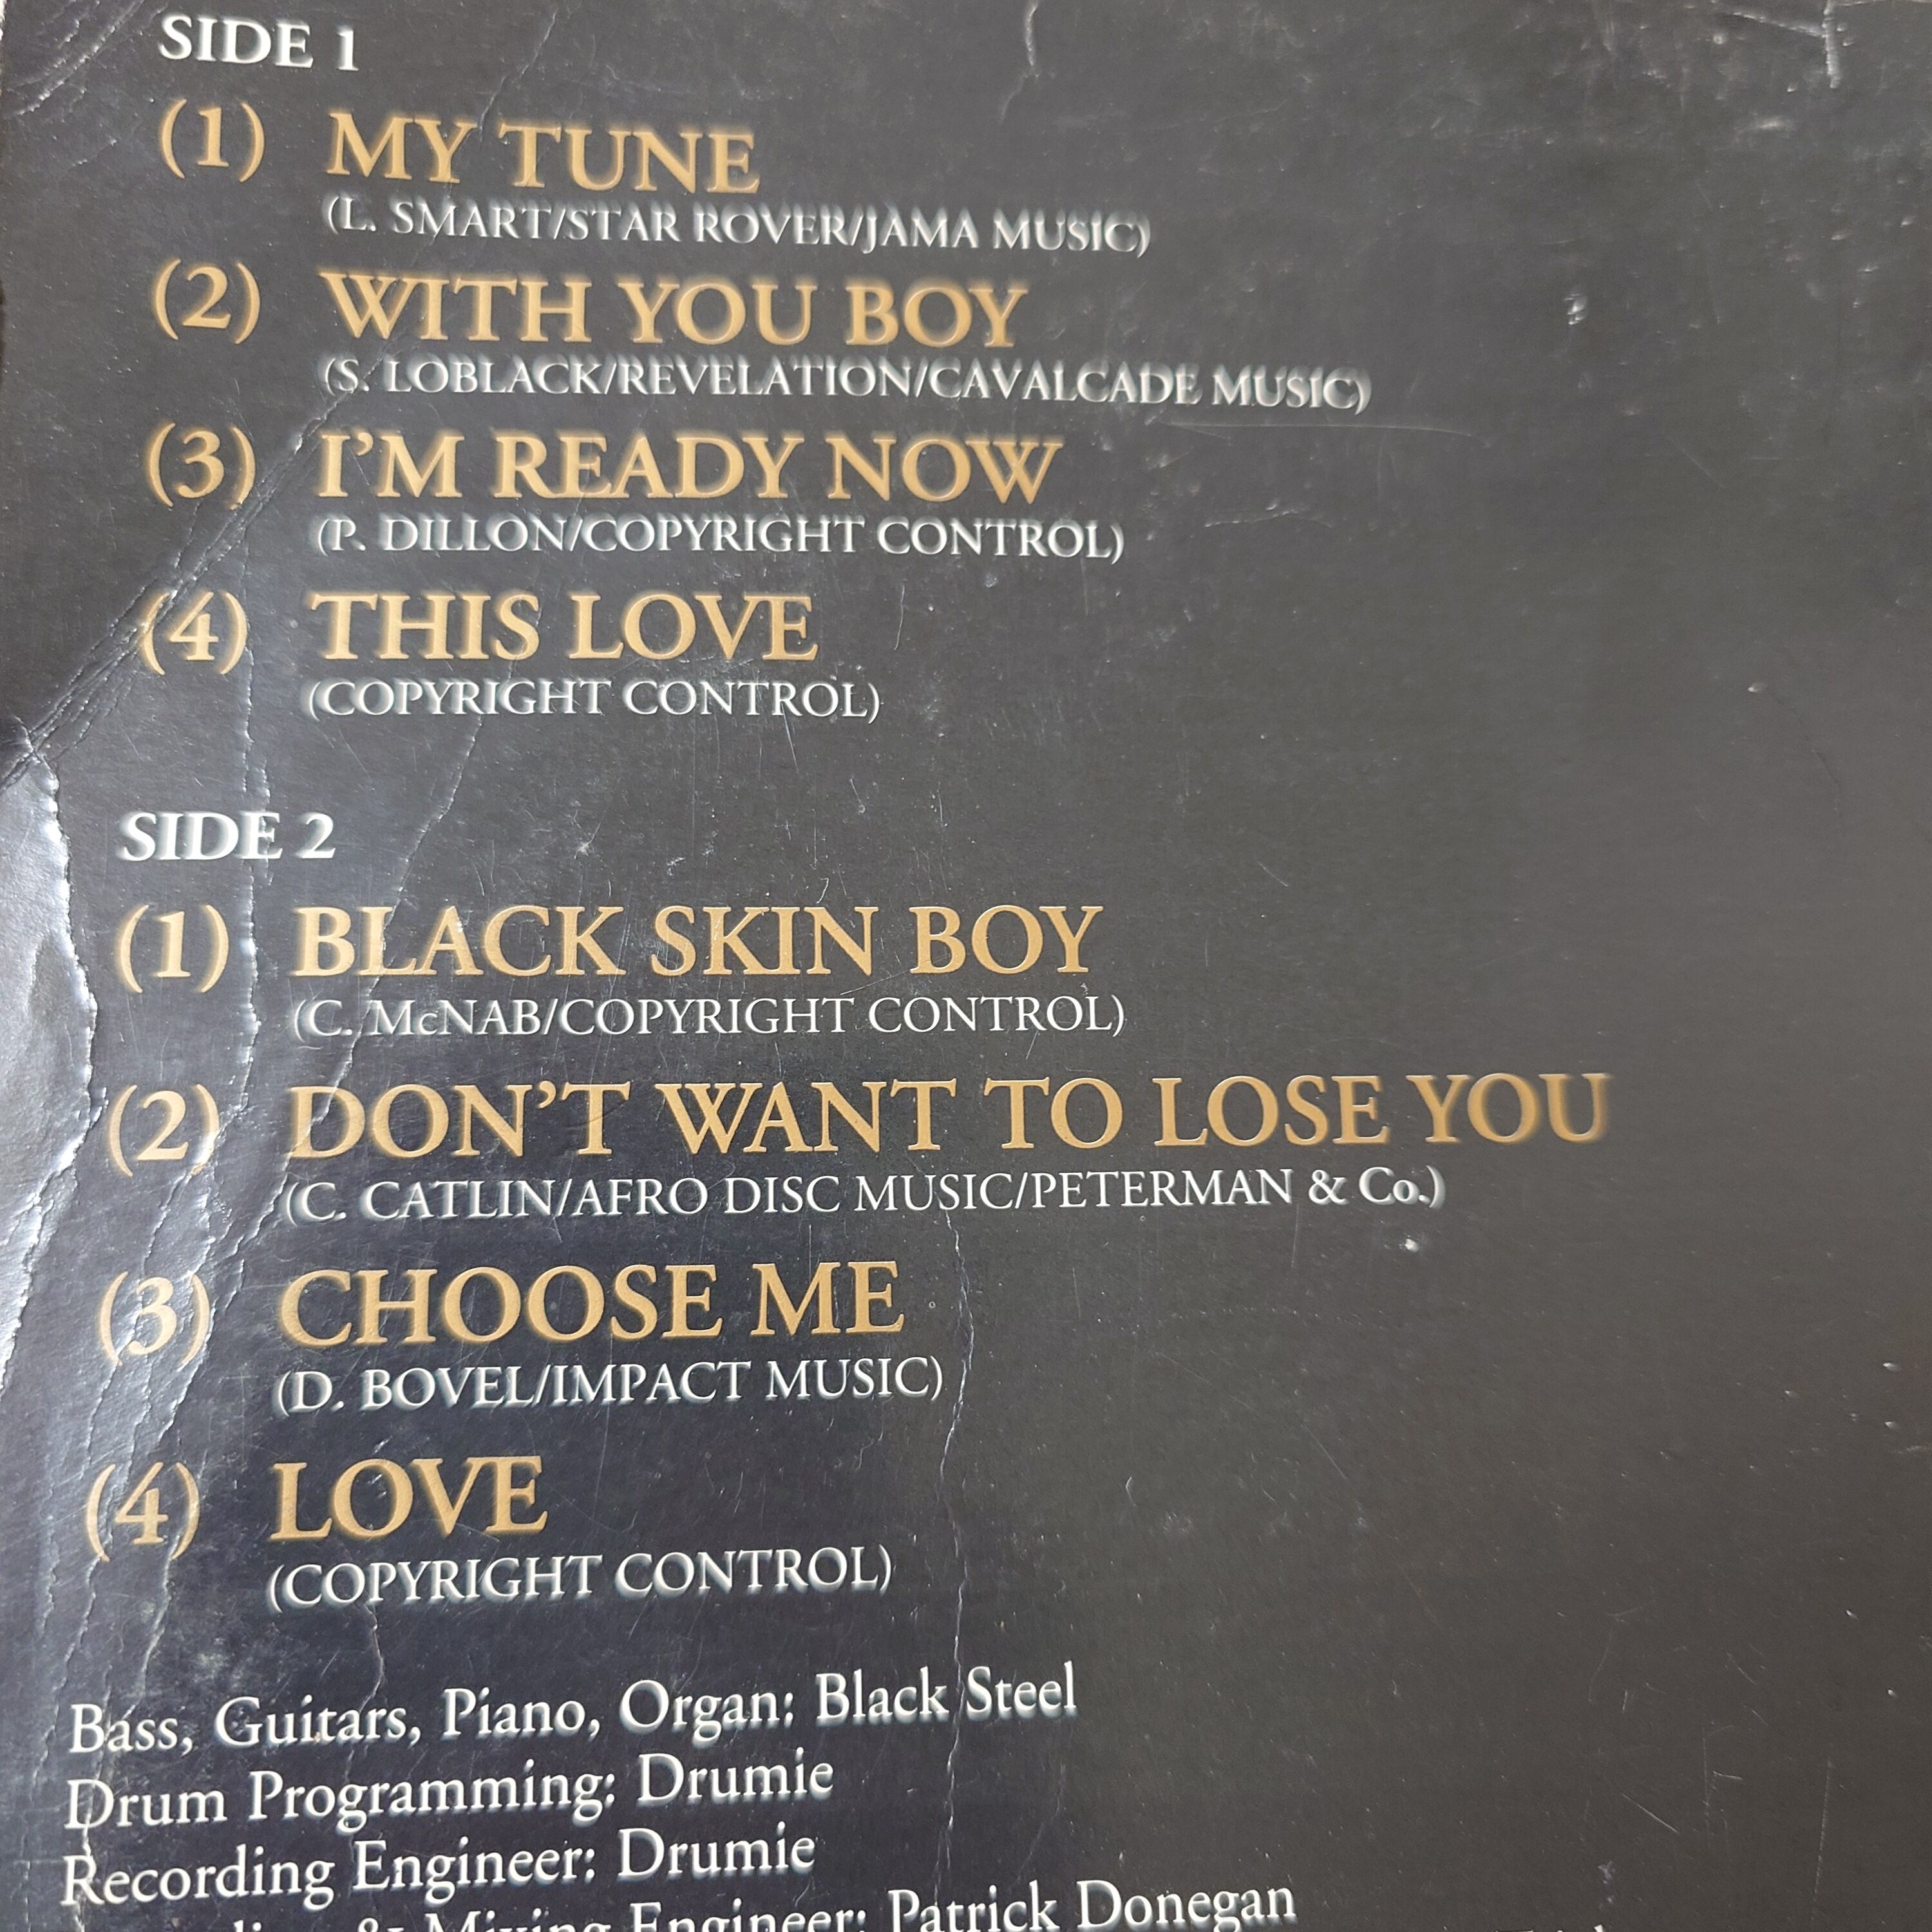 SIDE 1
(1) MY TUNE
(L. SMART/STAR ROVER/JAMA MUSIC)
(2) WITH YOU BOY
(S. LOBLACK/REVELATION/CAVALCADE MUSIC)
(3) I'M READY NOW
(P. DILLON/COPYRIGHT CONTROL)
(4) THIS LOVE
(COPYRIGHT CONTROL)
SIDE 2
(1) BLACK SKIN BOY
(C. McNAB/COPYRIGHT CONTROL)
(2) DON'T WANT TO LOSE YOU
(C. CATLIN/AFRO DISC MUSIC/PETERMAN & Co.)
(3) CHOOSE ME
(D. BOVEL/IMPACT MUSIC)
(4) LOVE
(COPYRIGHT CONTROL)
Bass, Guitars, Piano, Organ: Black Steel
Drum Programming: Drumie
Recording Engineer: Drumie
& Mixing Engineer: Patrick Donegan